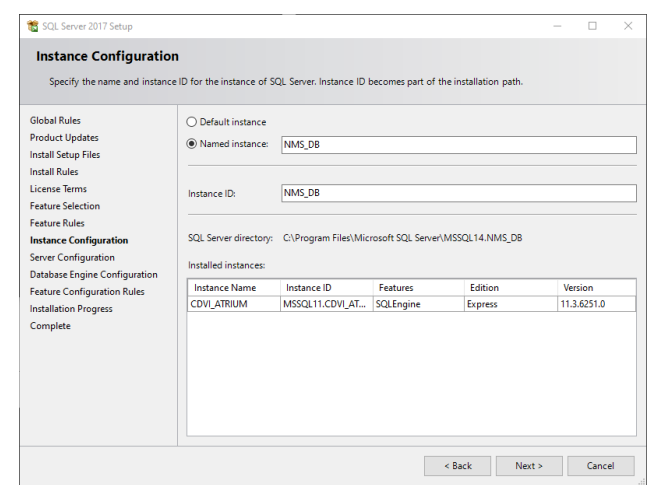 SQL Server 2017 Setup
Instance Configuration
Specify the name and instance ID for the instance of SQL Server. Instance ID becomes part of the installation path.
Global Rules
Product Updates
Install Setup Files
Install Rules
License Terms
Feature Selection
Feature Rules
Instance Configuration
Server Configuration
Database Engine Configuration
Feature Configuration Rules
Installation Progress
Complete
Default instance
Named instance: NMS_DB
Instance ID: NMS_DB
SQL Server directory: C:\Program Files\Microsoft SQL Server\MSSQL14.NMS_DB
Installed instances:
Instance Name Instance ID Features Edition Version
CDVI_ATRIUM MSSQL11.CDVI_AT... SQLEngine Express 11.3.6251.0
< Back Next > Cancel